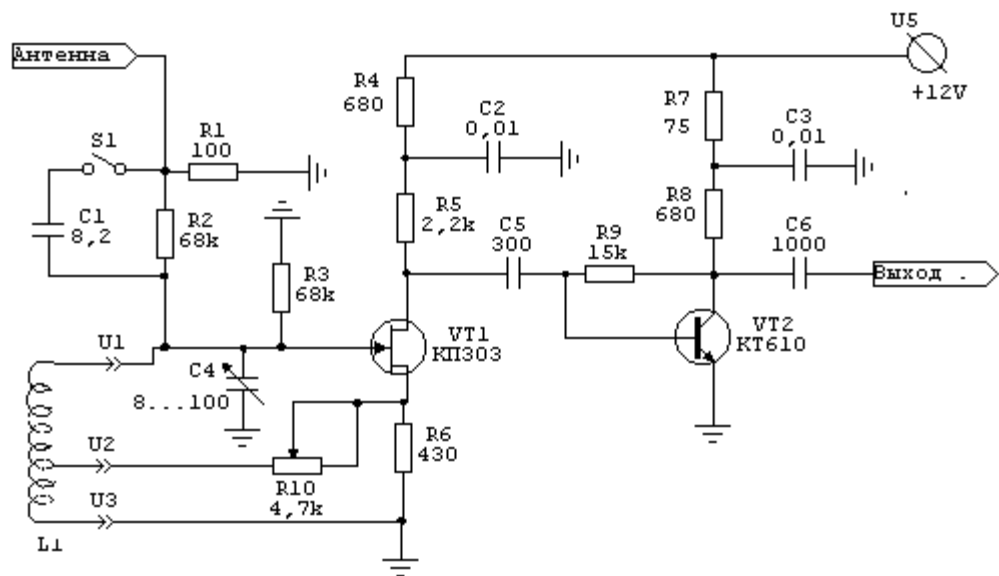 Антенна
U5
+12V
R4
680
C2
0,01
R7
75
C3
0,01
S1
R1
100
C1
8,2
R2
68k
R5
2,2k
R8
680
C5
300
R9
15k
C6
1000
R3
68k
Выход .
U1
VT1
КП303
VT2
КТ610
C4
8...100
U2
R10
4,7k
R6
430
U3
L1